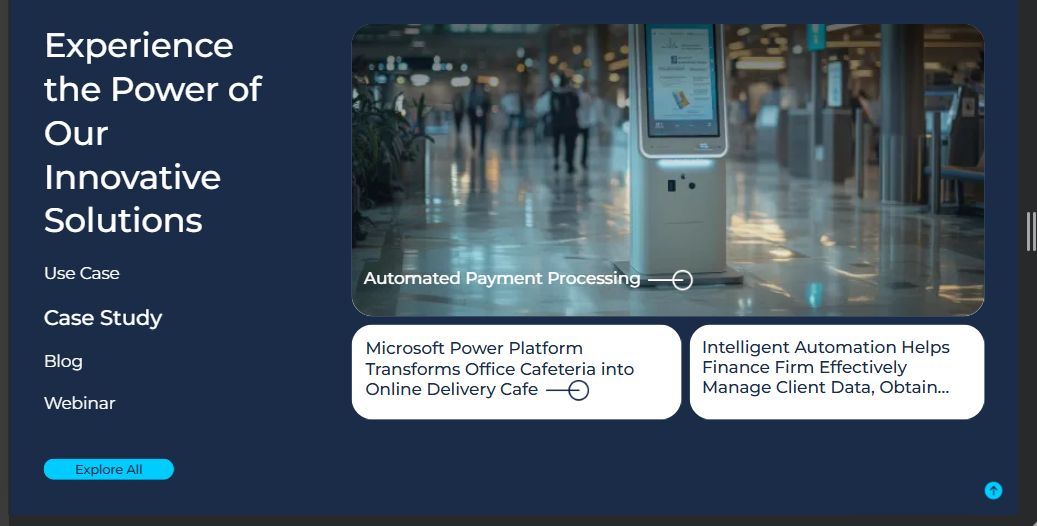 Experience
the Power of
Our
Innovative
Solutions
Use Case
Case Study
Blog
Webinar
Explore All
Automated Payment Processing
Microsoft Power Platform
Transforms Office Cafeteria into
Online Delivery Cafe
Intelligent Automation Helps
Finance Firm Effectively
Manage Client Data, Obtain...